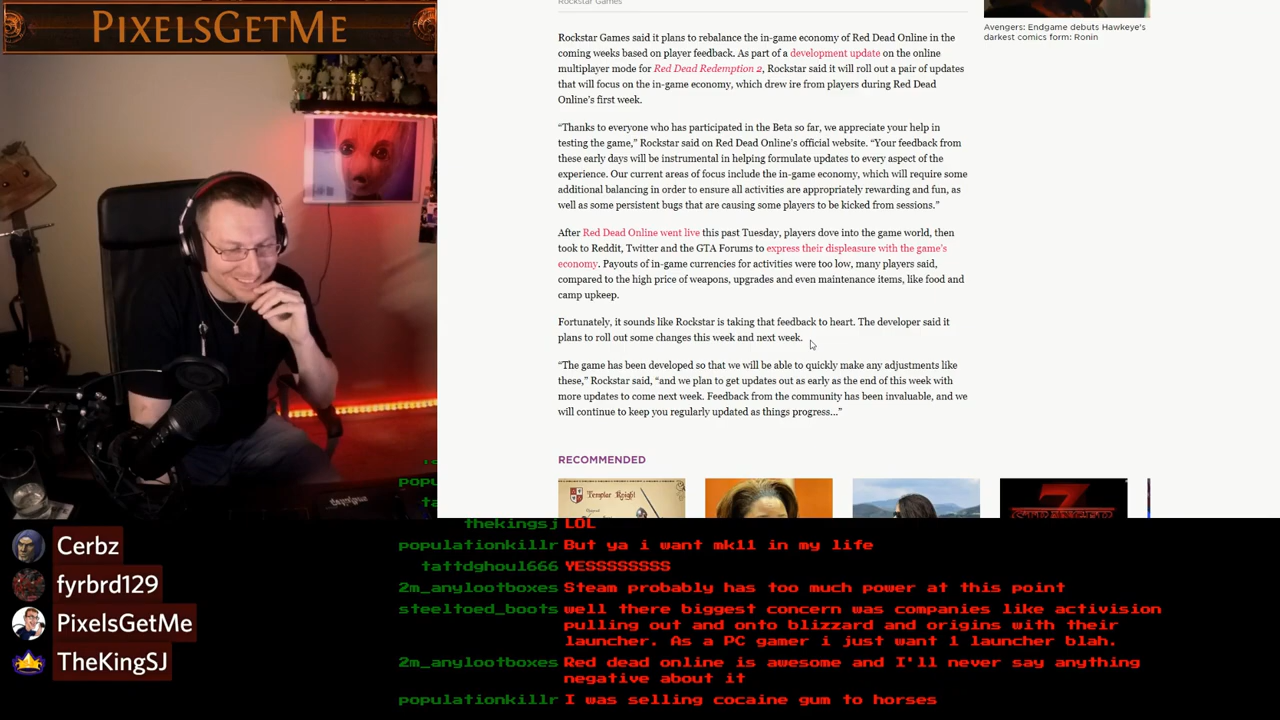 PIXELSGETME
Rockstar Games
Avengers: Endgame debuts Hawkeye's
darkest comics form: Ronin
Rockstar Games said it plans to rebalance the in-game economy of Red Dead Online in the
coming weeks based on player feedback. As part of a development update on the online
multiplayer mode for Red Dead Redemption 2, Rockstar said it will roll out a pair of updates
that will focus on the in-game economy, which drew ire from players during Red Dead
Online's first week.
“Thanks to everyone who has participated in the Beta so far, we appreciate your help in
testing the game,” Rockstar said on Red Dead Online's official website. “Your feedback from
these early days will be instrumental in helping formulate updates to every aspect of the
experience. Our current areas of focus include the in-game economy, which will require some
additional balancing in order to ensure all activities are appropriately rewarding and fun, as
well as some persistent bugs that are causing some players to be kicked from sessions.”
After Red Dead Online went live this past Tuesday, players dove into the game world, then
took to Reddit, Twitter and the GTA Forums to express their displeasure with the game's
economy. Payouts of in-game currencies for activities were too low, many players said,
compared to the high price of weapons, upgrades and even maintenance items, like food and
camp upkeep.
Fortunately, it sounds like Rockstar is taking that feedback to heart. The developer said it
plans to roll out some changes this week and next week.
“The game has been developed so that we will be able to quickly make any adjustments like
these,” Rockstar said, “and we plan to get updates out as early as the end of this week with
more updates to come next week. Feedback from the community has been invaluable, and we
will continue to keep you regularly updated as things progress...”
RECOMMENDED
Templar Knight
popu
ta
thekingsj LOL
populationkillr But ya i want mk11 in my life
tattdghoul666 YESSSSSSSS
2m_anylootboxes Steam probably has too much power at this point
steeltoed_boots well there biggest concern was companies like activision
pulling out and onto blizzard and origins with their
launcher. As a PC gamer i just want 1 launcher blah.
2m_anylootboxes Red dead online is awesome and I'll never say anything
negative about it
populationkillr I was selling cocaine gum to horses
Cerbz
fyrbrd129
PixelsGetMe
TheKingSJ